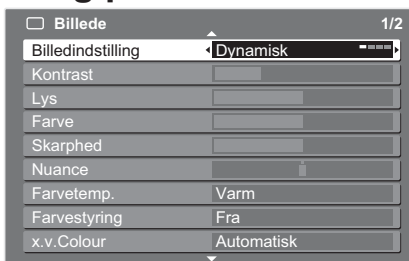 Billede 1/2
Billedindstilling Dynamisk
Kontrast
Lys
Farve
Skarphed
Nuance
Farvetemp. Varm
Farvestyring Fra
x.v.Colour Automatisk